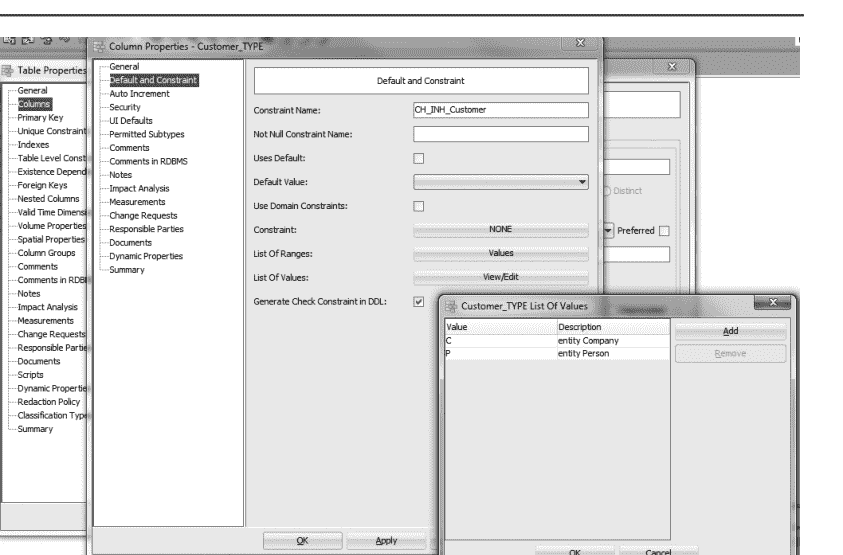 Column Properties - Customer_TYPE
Table Properties
General
Columns
Primary Key
Unique Constraint
Indexes
Table Level Const
Existence Depend
Foreign Keys
Nested Columns
Valid Time Dimensi
Volume Properties
Spatial Properties
Column Groups
Comments
Comments in RDB
Notes
Impact Analysis
Measurements
Change Requests
Responsible Partie
Documents
Scripts
Dynamic Propertie
Redaction Policy
Classification Type
Summary
General
Default and Constraint
Auto Increment
Security
UI Defaults
Permitted Subtypes
Comments
Comments in RDBMS
Notes
Impact Analysis
Measurements
Change Requests
Responsible Parties
Documents
Dynamic Properties
Summary
Default and Constraint
Constraint Name: CH_INH_Customer
Not Null Constraint Name:
Uses Default:
Default Value:
Use Domain Constraints:
Constraint: NONE
List Of Ranges: Values
List Of Values: View/Edit
Generate Check Constraint in DDL:
OK Apply
Distinct
Preferred
Customer_TYPE List Of Values
Value Description
C entity Company
P entity Person
Add
Remove
OK Cancel